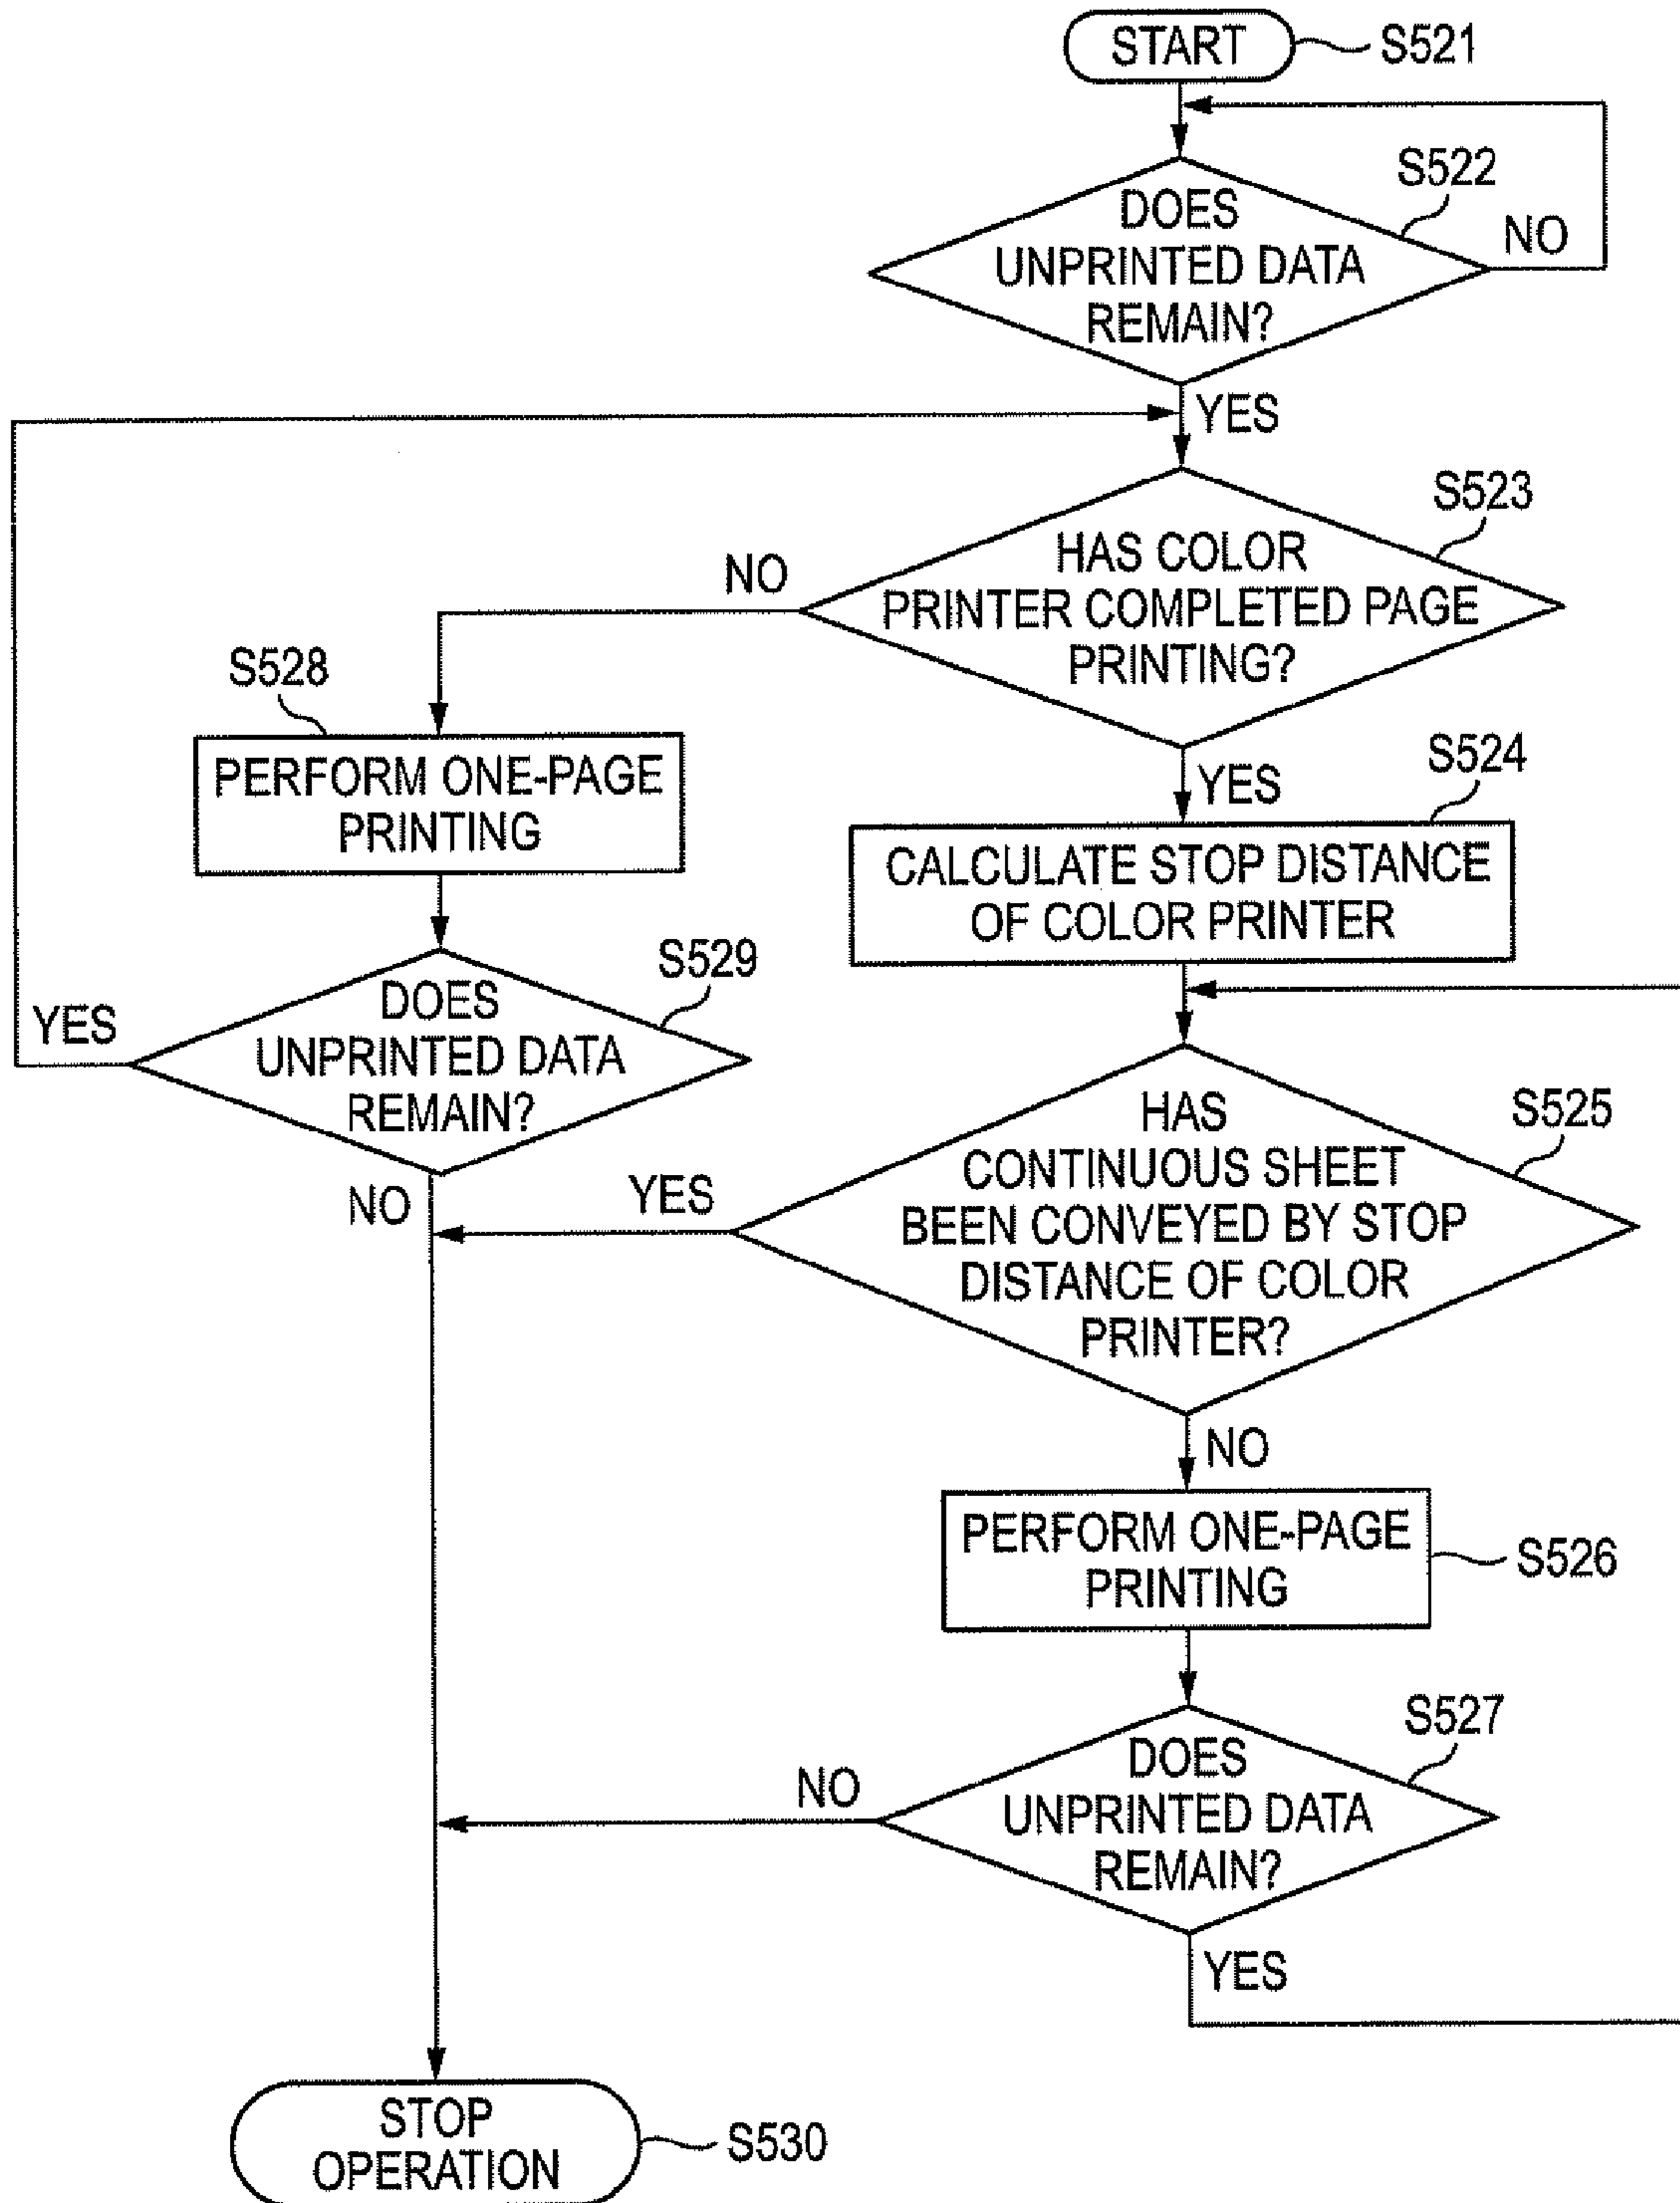 START
S521
S522
DOES
UNPRINTED DATA
REMAIN?
NO
YES
S523
HAS COLOR
PRINTER COMPLETED PAGE
PRINTING?
NO
S528
PERFORM ONE-PAGE
PRINTING
YES
S524
CALCULATE STOP DISTANCE
OF COLOR PRINTER
S529
DOES
UNPRINTED DATA
REMAIN?
YES
NO
S525
HAS
CONTINUOUS SHEET
BEEN CONVEYED BY STOP
DISTANCE OF COLOR
PRINTER?
YES
NO
PERFORM ONE-PAGE
PRINTING
S526
S527
DOES
UNPRINTED DATA
REMAIN?
NO
YES
STOP
OPERATION
S530